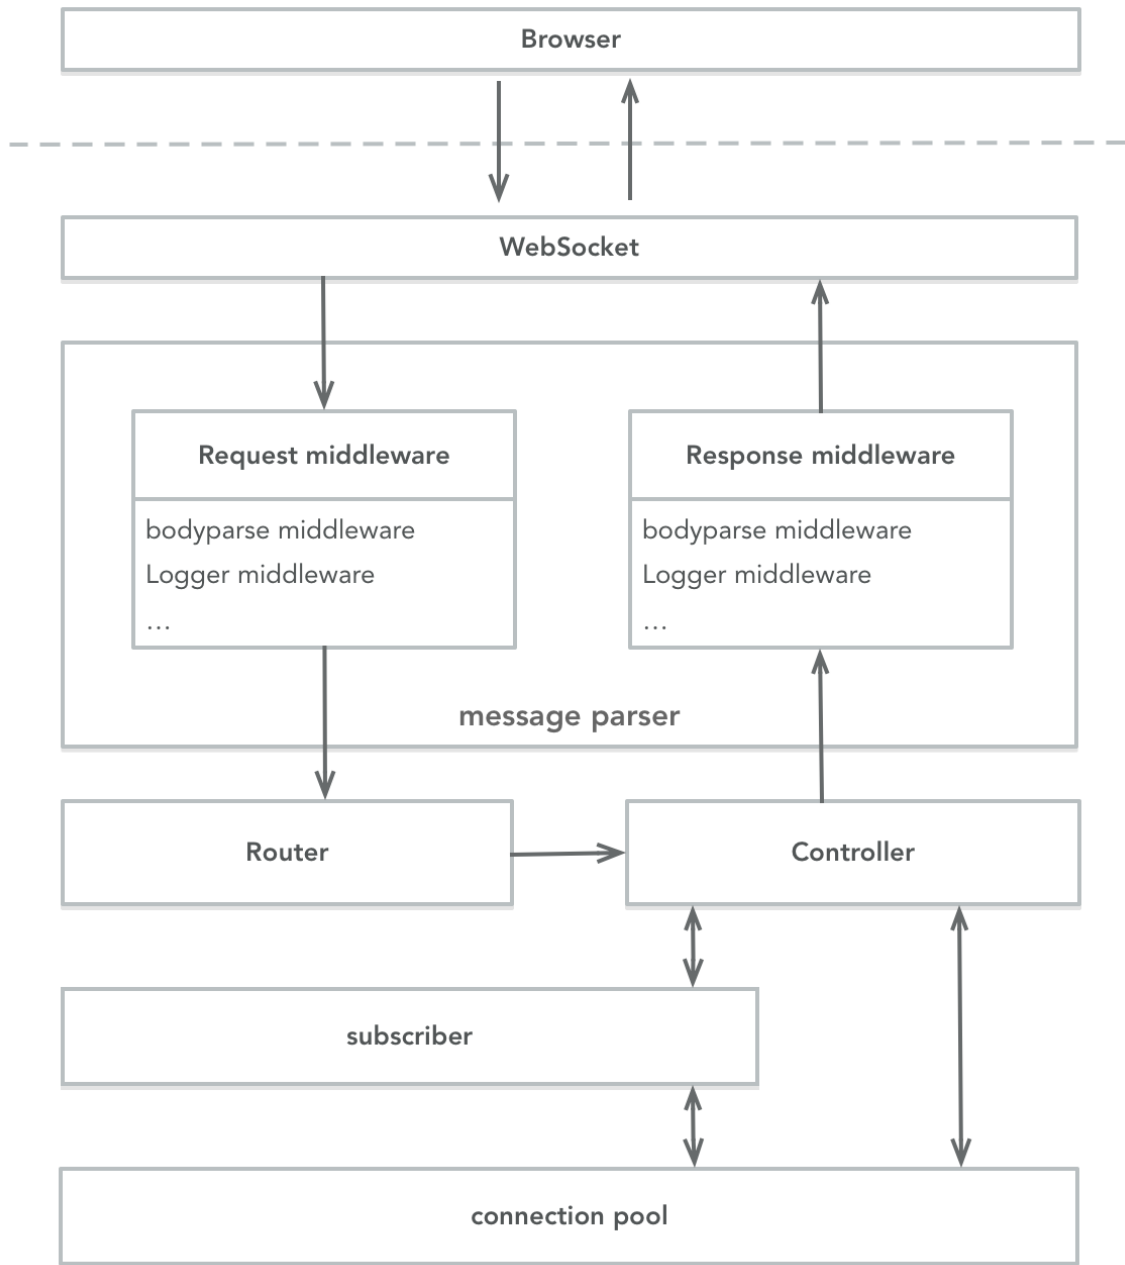 Browser
WebSocket
Request middleware
bodyparse middleware
Logger middleware
...
Response middleware
bodyparse middleware
Logger middleware
...
message parser
Router
Controller
subscriber
connection pool